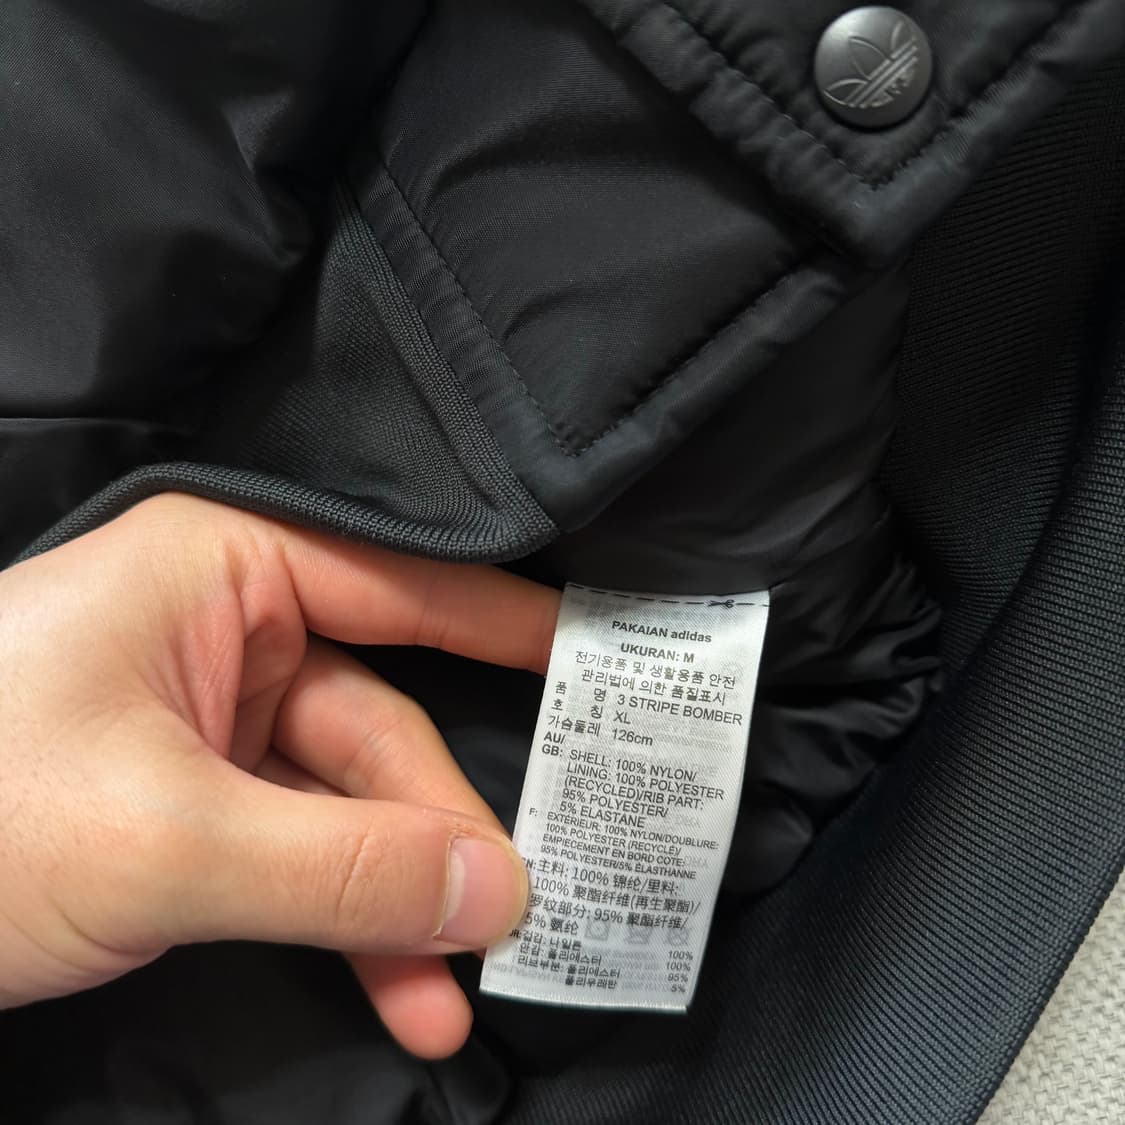 PAKAIAN adidas
UKURAN: M
전기용품 및 생활용품 안전
관리법에 의한 품질표시
품 명 3 STRIPE BOMBER
호 칭 XL
가슴둘레 126cm
AU/
GB: SHELL: 100% NYLON/
LINING: 100% POLYESTER
(RECYCLED)/RIB PART:
95% POLYESTER/
5% ELASTANE
F: EXTÉRIEUR: 100% NYLON/DOUBLURE:
100% POLYESTER (RECYCLÉ)/
EMPIÈCEMENT EN BORD CÔTE:
95% POLYESTER/5% ÉLASTHANNE
CN: 主料: 100% 锦纶/里料:
100% 聚酯纤维(再生聚酯)/
罗纹部分: 95% 聚酯纤维/
5% 氨纶
겉감: 나일론 100%
안감: 폴리에스터 100%
리브부분: 폴리에스터 95%
폴리우레탄 5%